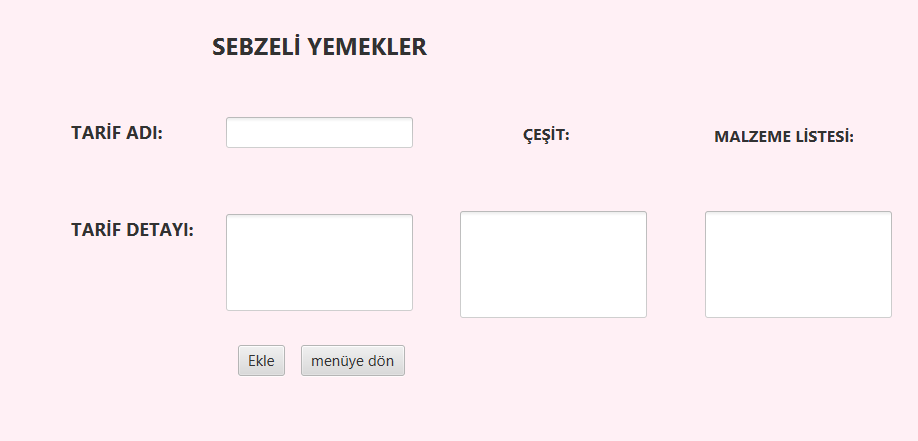 SEBZELİ YEMEKLER
TARİF ADI:
ÇEŞİT:
MALZEME LİSTESİ:
TARİF DETAYI:
Ekle
menüye dön